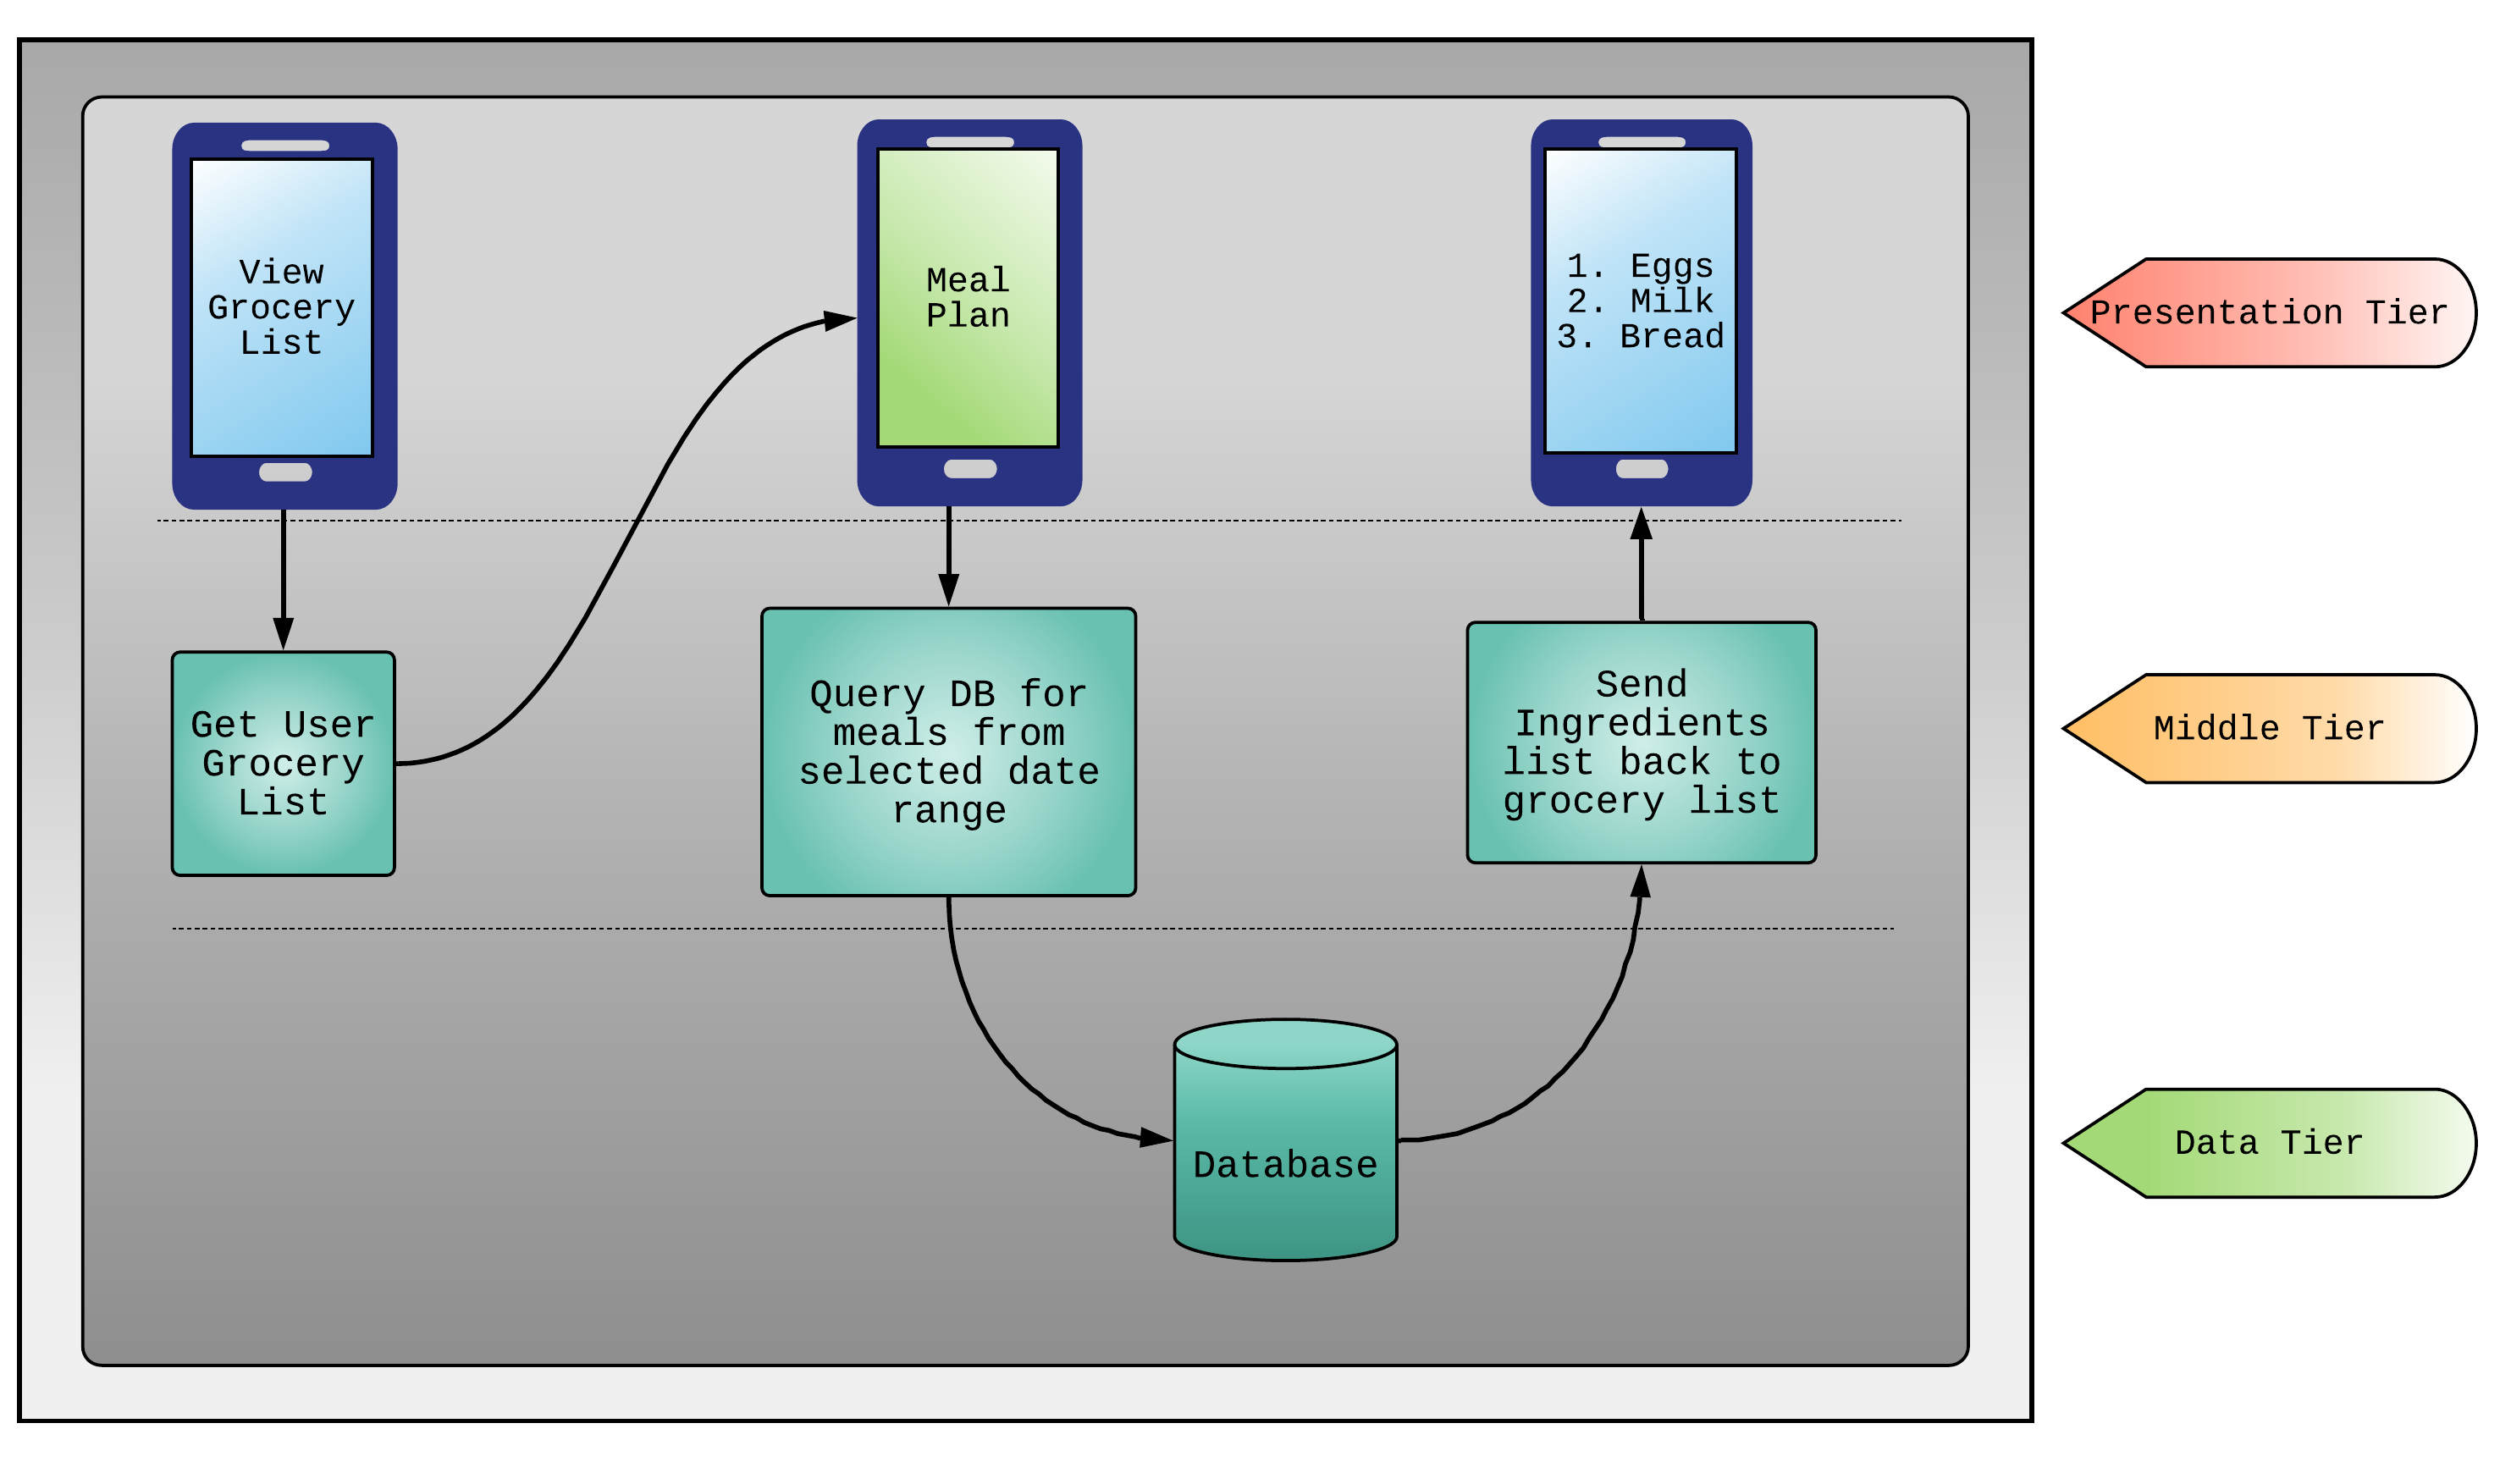 View
Grocery
List
Meal
Plan
1. Eggs
2. Milk
3. Bread
Presentation Tier
Get User
Grocery
List
Query DB for
meals from
selected date
range
Send
Ingredients
list back to
grocery list
Middle Tier
Database
Data Tier